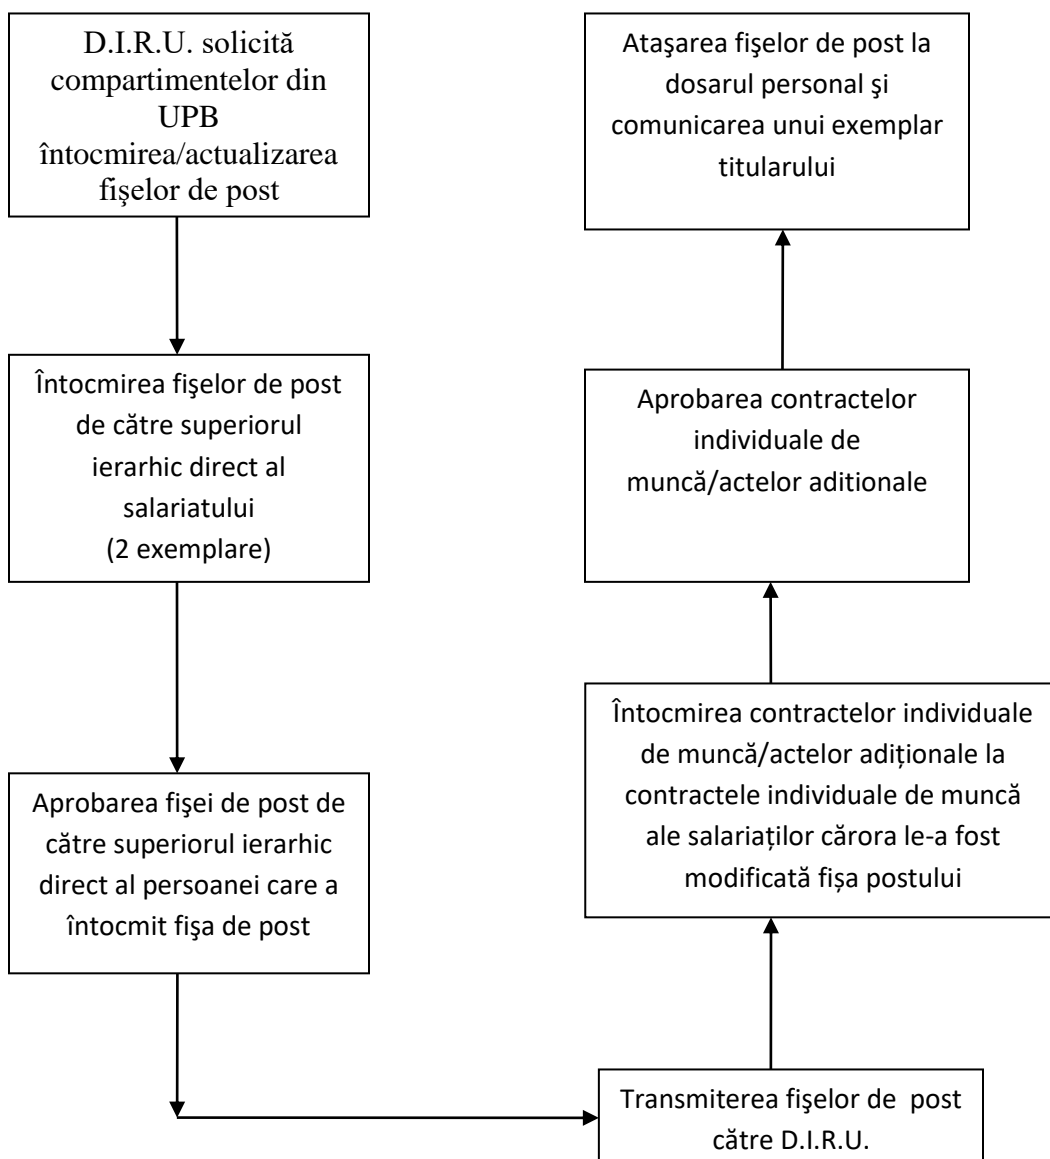 D.I.R.U. solicită
compartimentelor din
UPB
întocmirea/actualizarea
fişelor de post
Întocmirea fişelor de post
de către superiorul
ierarhic direct al
salariatului
(2 exemplare)
Aprobarea fişei de post de
către superiorul ierarhic
direct al persoanei care a
întocmit fişa de post
Transmiterea fişelor de  post
către D.I.R.U.
Întocmirea contractelor individuale
de muncă/actelor adiționale la
contractele individuale de muncă
ale salariaților cărora le-a fost
modificată fișa postului
Aprobarea contractelor
individuale de
muncă/actelor aditionale
Ataşarea fişelor de post la
dosarul personal şi
comunicarea unui exemplar
titularului